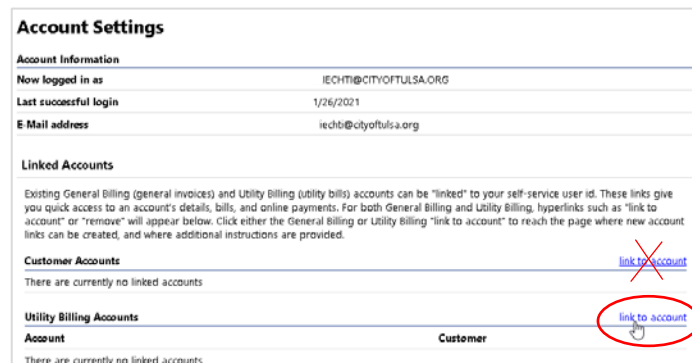 Account Settings
Account Information
Now logged in as IECHTI@CITYOFTULSA.ORG
Last successful login 1/26/2021
E-Mail address iechti@cityoftulsa.org
Linked Accounts
Existing General Billing (general invoices) and Utility Billing (utility bills) accounts can be "linked" to your self-service user id. These links give
you quick access to an account's details, bills, and online payments. For both General Billing and Utility Billing, hyperlinks such as "link to
account" or "remove" will appear below. Click either the General Billing or Utility Billing "link to account" to reach the page where new account
links can be created, and where additional instructions are provided.
Customer Accounts link to account
There are currently no linked accounts
Utility Billing Accounts link to account
Account Customer
There are currently no linked accounts